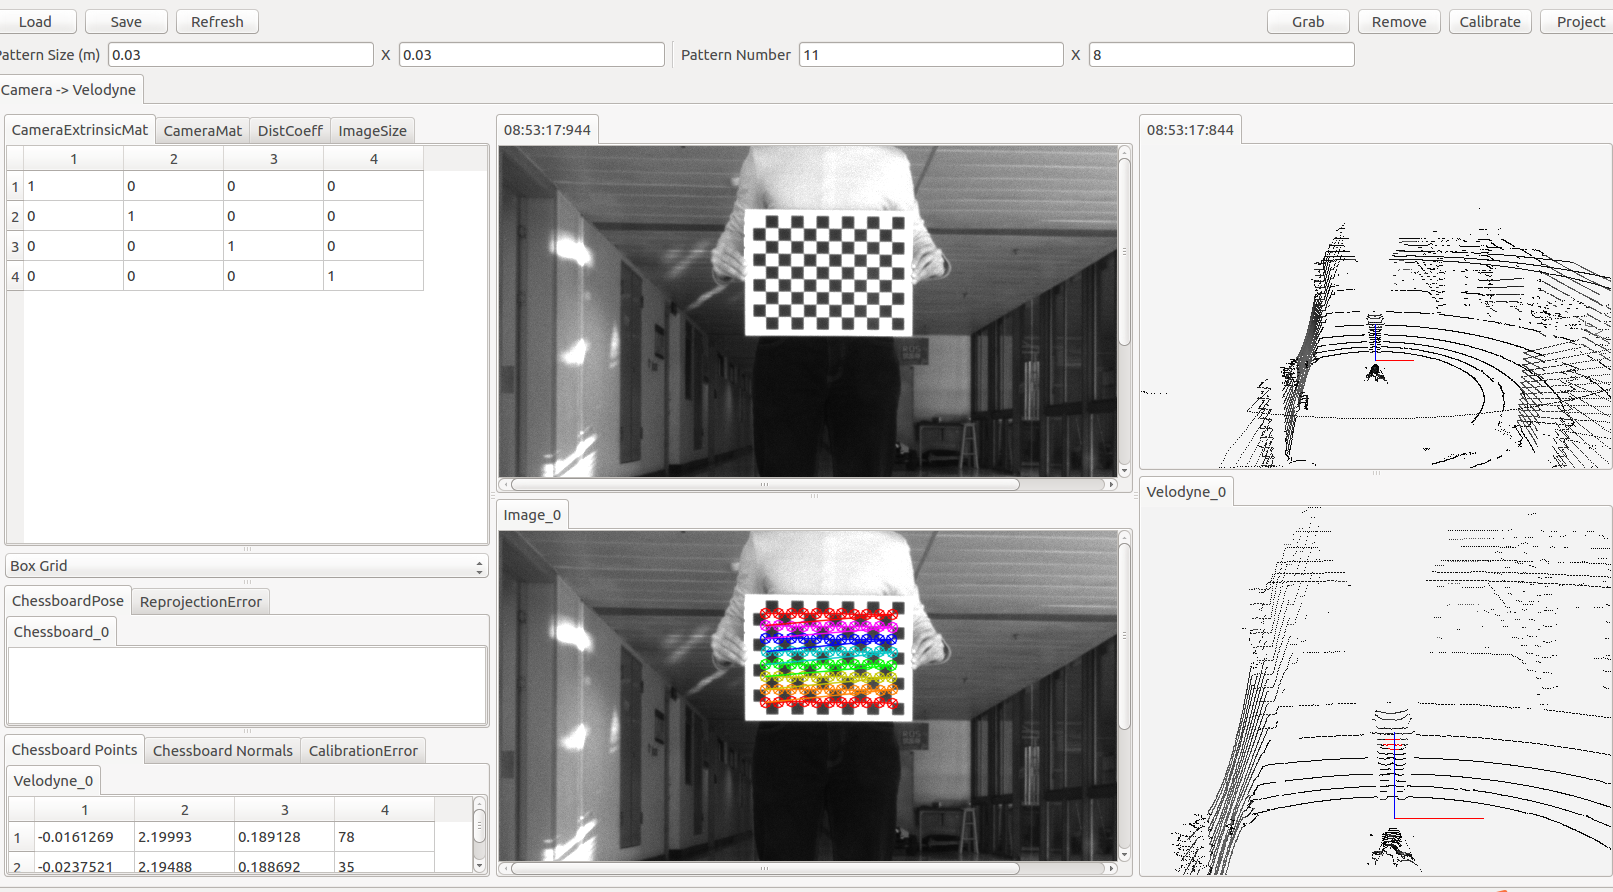 Load Save Refresh Grab Remove Calibrate Project
Pattern Size (m) 0.03 X 0.03 Pattern Number 11 X 8
Camera -> Velodyne
CameraExtrinsicMat CameraMat DistCoeff ImageSize
1 2 3 4
1 1 0 0 0
2 0 1 0 0
3 0 0 1 0
4 0 0 0 1
Box Grid
ChessboardPose ReprojectionError
Chessboard_0
Chessboard Points Chessboard Normals CalibrationError
Velodyne_0
1 2 3 4
1 -0.0161269 2.19993 0.189128 78
2 -0.0237521 2.19488 0.188692 35
08:53:17:944
Image_0
08:53:17:844
Velodyne_0